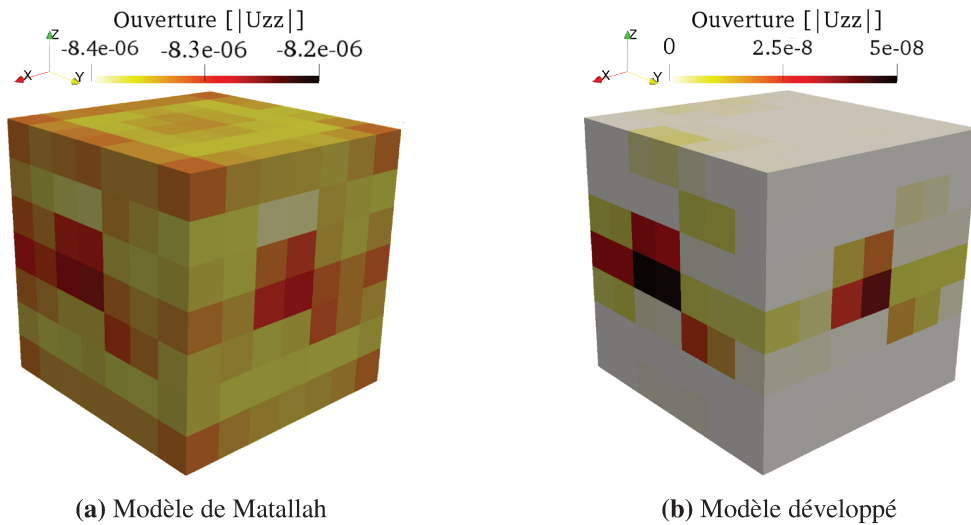 Ouverture [|Uzz|]
-8.4e-06 -8.3e-06 -8.2e-06
Z
X
Y
(a) Modèle de Matallah
Ouverture [|Uzz|]
0 2.5e-8 5e-08
Z
X
Y
(b) Modèle développé